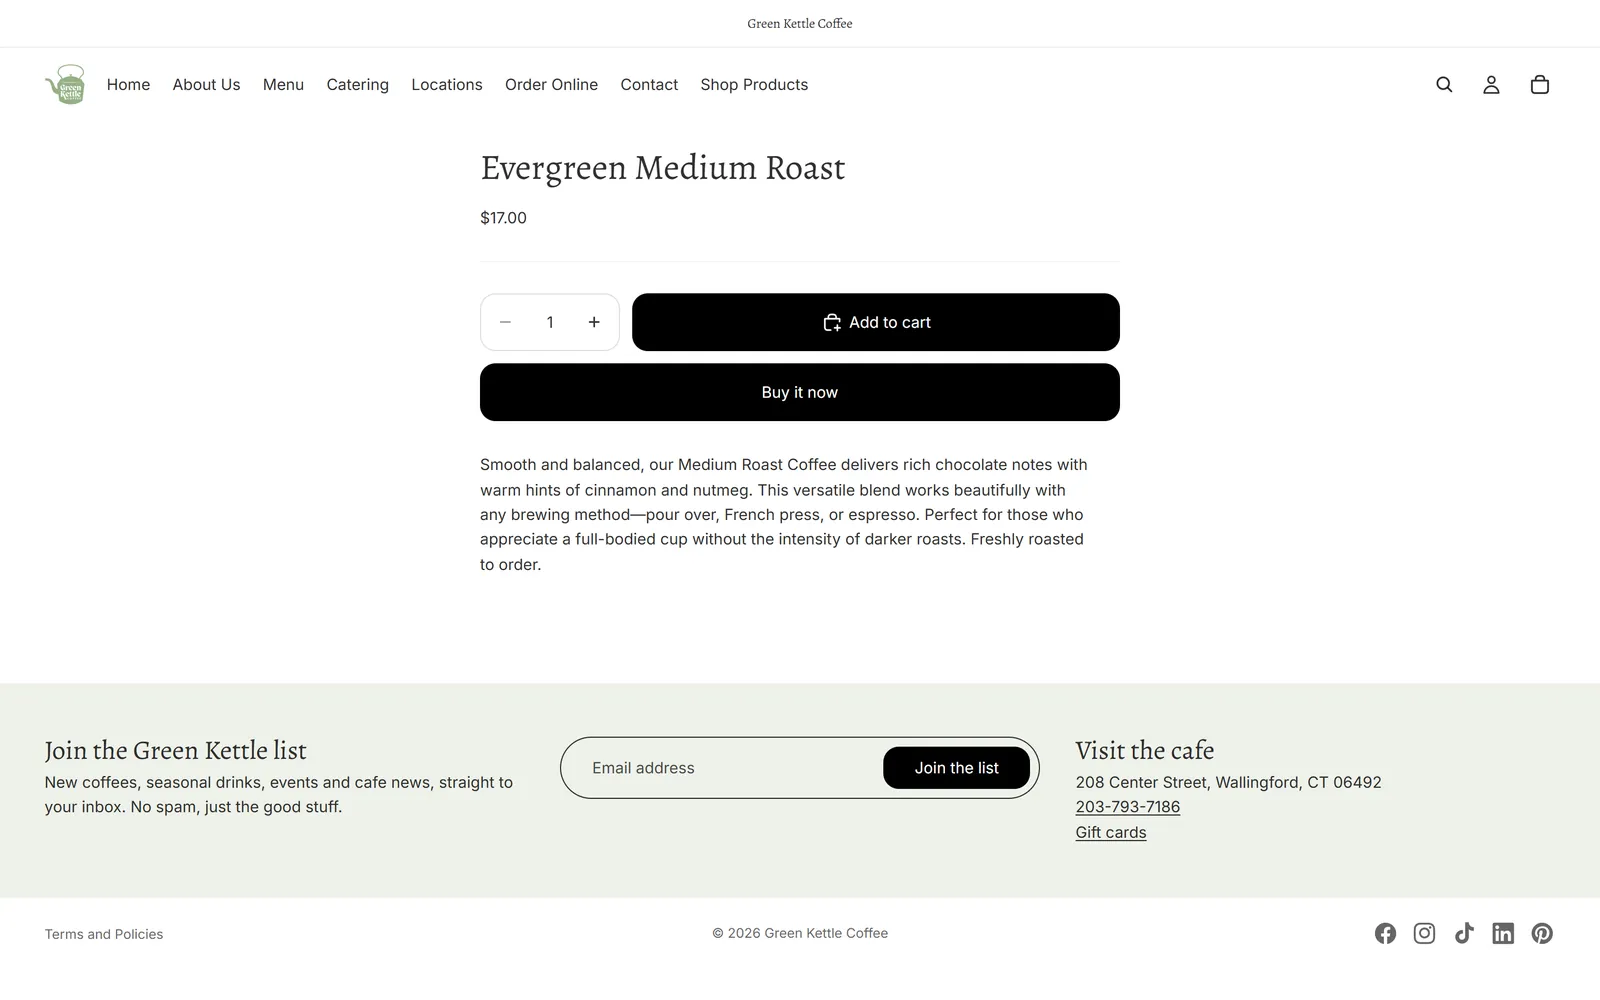 Green Kettle Coffee
Green
Kettle
Home About Us Menu Catering Locations Order Online Contact Shop Products
Evergreen Medium Roast
$17.00
− 1 +
Add to cart
Buy it now
Smooth and balanced, our Medium Roast Coffee delivers rich chocolate notes with
warm hints of cinnamon and nutmeg. This versatile blend works beautifully with
any brewing method—pour over, French press, or espresso. Perfect for those who
appreciate a full-bodied cup without the intensity of darker roasts. Freshly roasted
to order.
Join the Green Kettle list
New coffees, seasonal drinks, events and cafe news, straight to
your inbox. No spam, just the good stuff.
Email address
Join the list
Visit the cafe
208 Center Street, Wallingford, CT 06492
203-793-7186
Gift cards
Terms and Policies
© 2026 Green Kettle Coffee